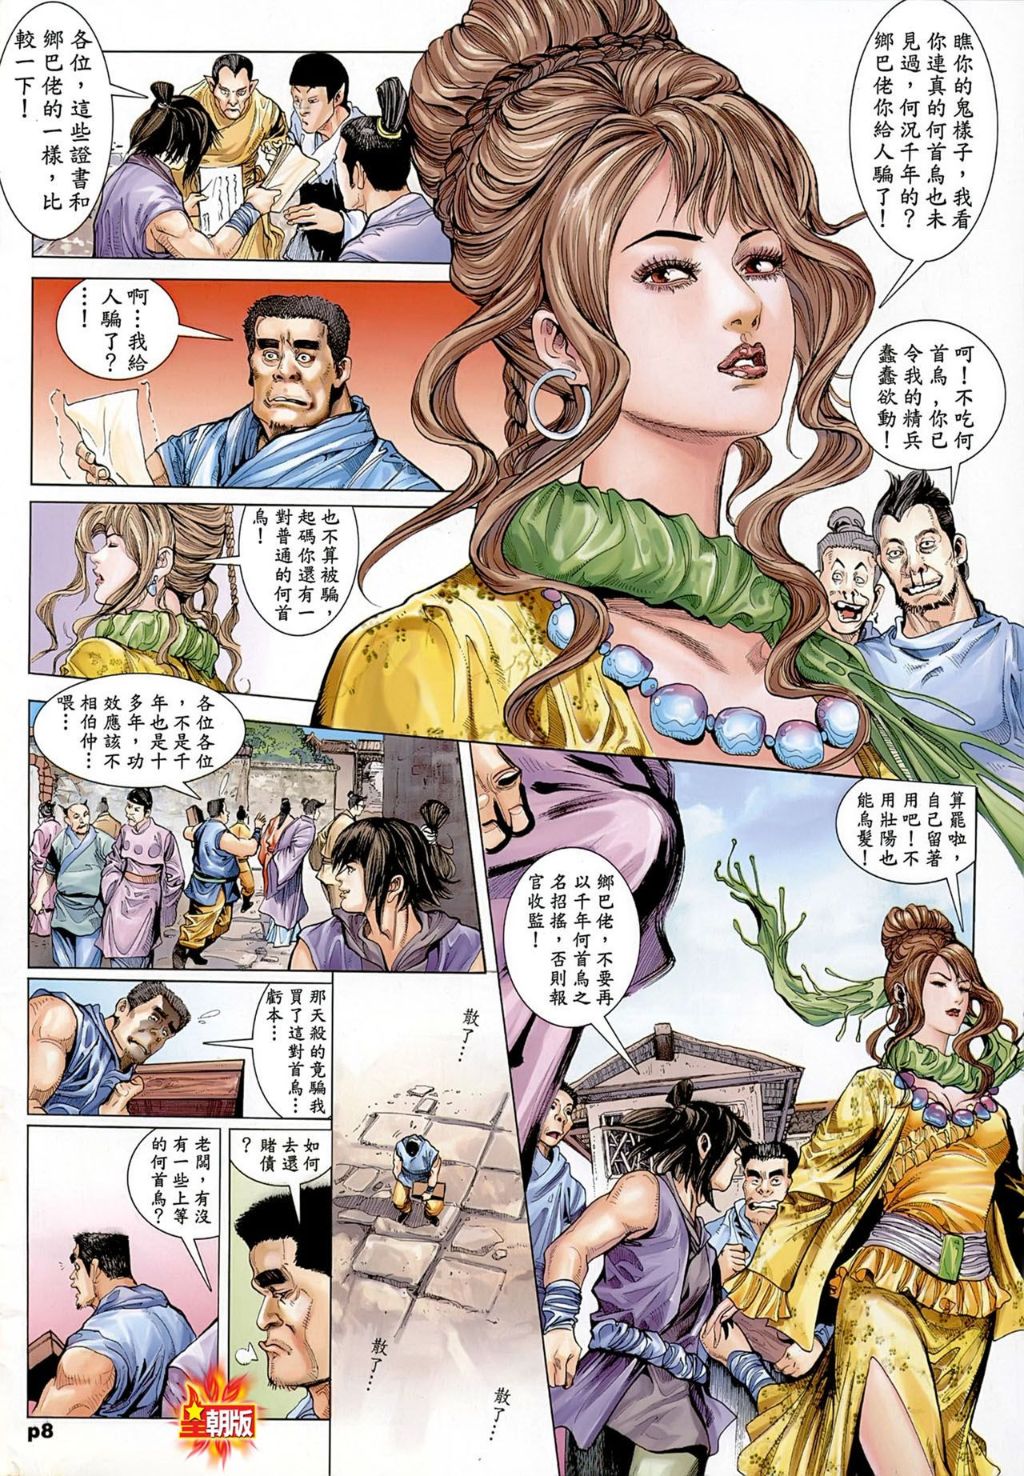 瞧你的鬼樣子，我看
你連真的何首烏也未
見過，何況千年的？
鄉巴佬你給人騙了！
各位，這些證書和
鄉巴佬的一樣，比
較一下！
啊…我給
人騙了？
…！
呵！不吃何
首烏,你已
令我的精兵
蠢蠢欲動！
也不算被騙，
起碼你還有一
對普通的何首
烏！
各位各位
，不是千
年也是十
多年，功
效應該不
相伯仲…
喂…
算罷啦，
自己留著
用吧！不
用壯陽也
能烏髮！
鄉巴佬，不要再
以千年何首烏之
名招搖，否則報
官收監！
那天殺的竟騙我
買了這對首烏…
虧本…
散了…
散了…
散了…
如何
去還
賭債
？
老闆，有沒
有一些上等
的何首烏？
p8
皇朝版